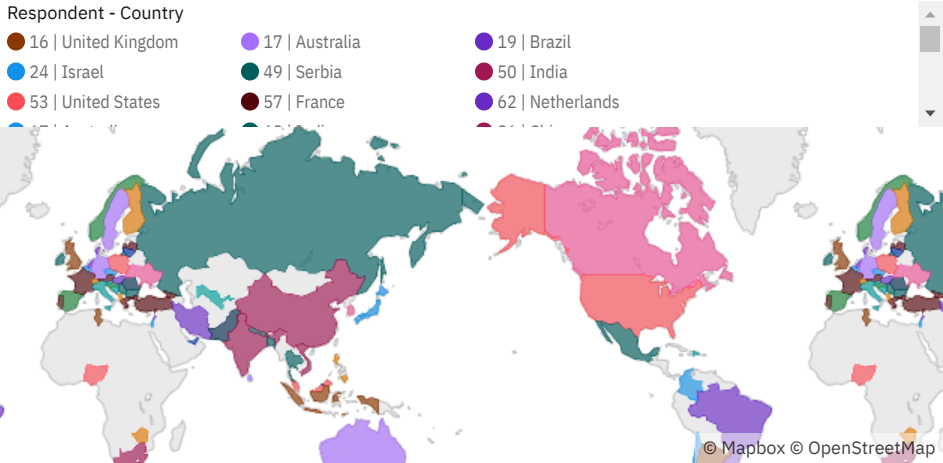 Respondent - Country
16 | United Kingdom 17 | Australia 19 | Brazil
24 | Israel 49 | Serbia 50 | India
53 | United States 57 | France 62 | Netherlands
© Mapbox © OpenStreetMap